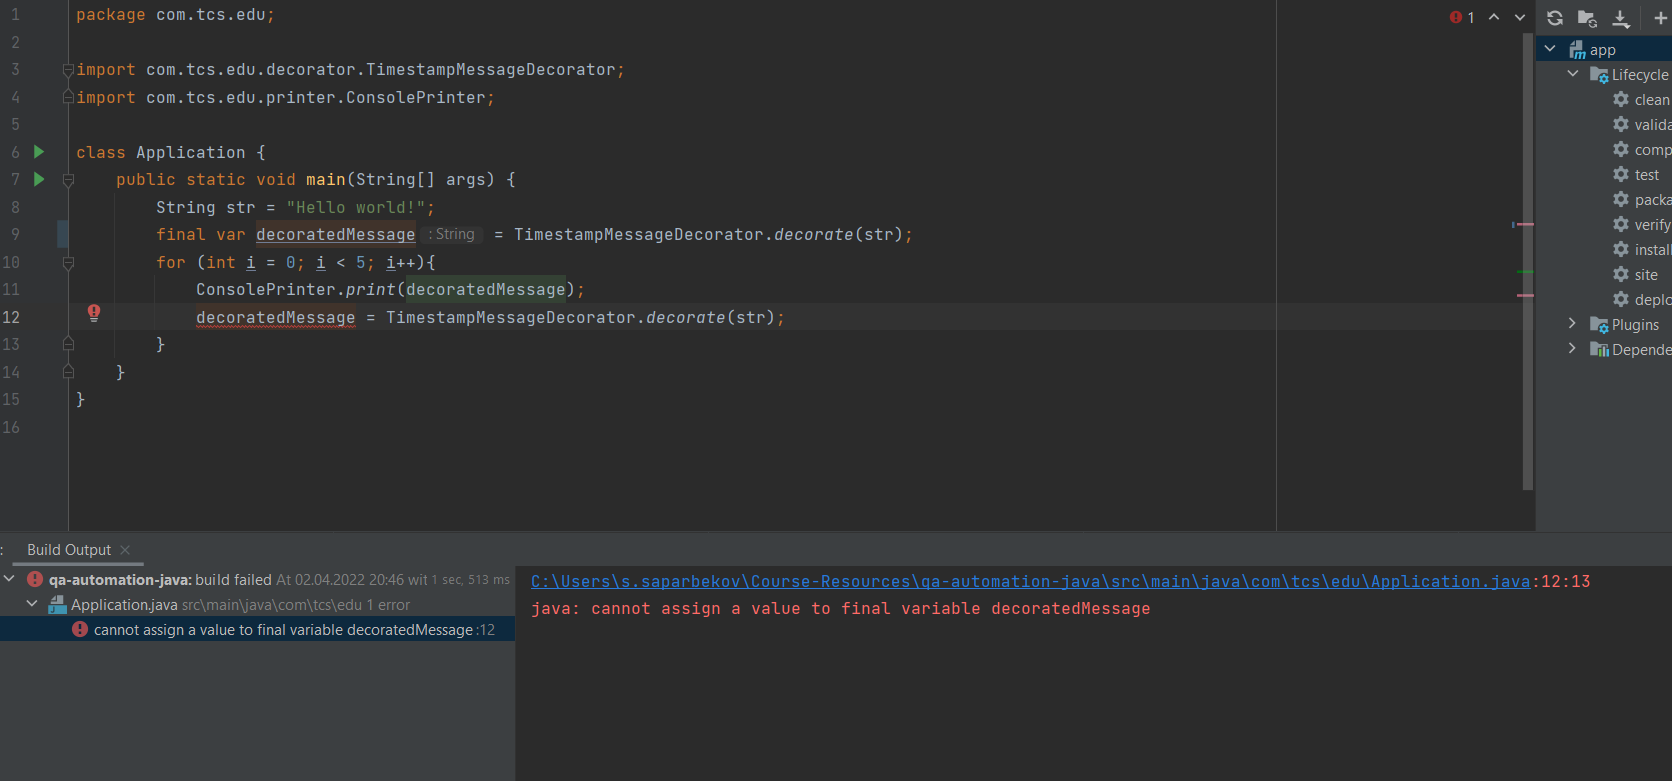 1 package com.tcs.edu;
2
3 import com.tcs.edu.decorator.TimestampMessageDecorator;
4 import com.tcs.edu.printer.ConsolePrinter;
5
6 class Application {
7 public static void main(String[] args) {
8 String str = "Hello world!";
9 final var decoratedMessage : String = TimestampMessageDecorator.decorate(str);
10 for (int i = 0; i < 5; i++){
11 ConsolePrinter.print(decoratedMessage);
12 decoratedMessage = TimestampMessageDecorator.decorate(str);
13 }
14 }
15 }
16
1
app
Lifecycle
clean
valida
comp
test
packa
verify
install
site
deplo
Plugins
Depende
: Build Output
qa-automation-java: build failed At 02.04.2022 20:46 wit 1 sec, 513 ms
Application.java src\main\java\com\tcs\edu 1 error
cannot assign a value to final variable decoratedMessage :12
C:\Users\s.saparbekov\Course-Resources\qa-automation-java\src\main\java\com\tcs\edu\Application.java:12:13
java: cannot assign a value to final variable decoratedMessage